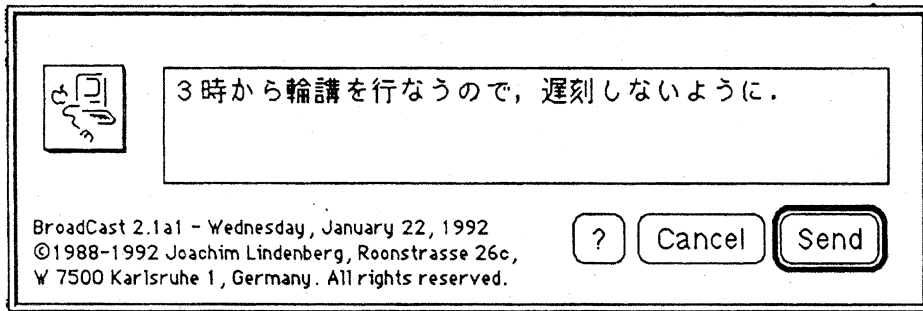 3時から輪講を行なうので，遅刻しないように．
BroadCast 2.1a1 - Wednesday, January 22, 1992
©1988-1992 Joachim Lindenberg, Roonstrasse 26c,
W 7500 Karlsruhe 1, Germany. All rights reserved.
? Cancel Send